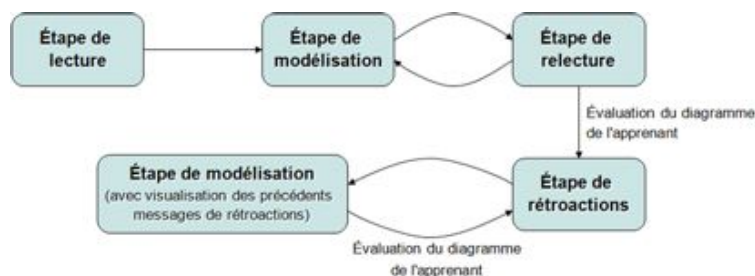 Étape de
lecture
Étape de
modélisation
Étape de
relecture
Évaluation du diagramme
de l'apprenant
Étape de modélisation
(avec visualisation des précédents
messages de rétroactions)
Étape de
rétroactions
Évaluation du diagramme
de l'apprenant